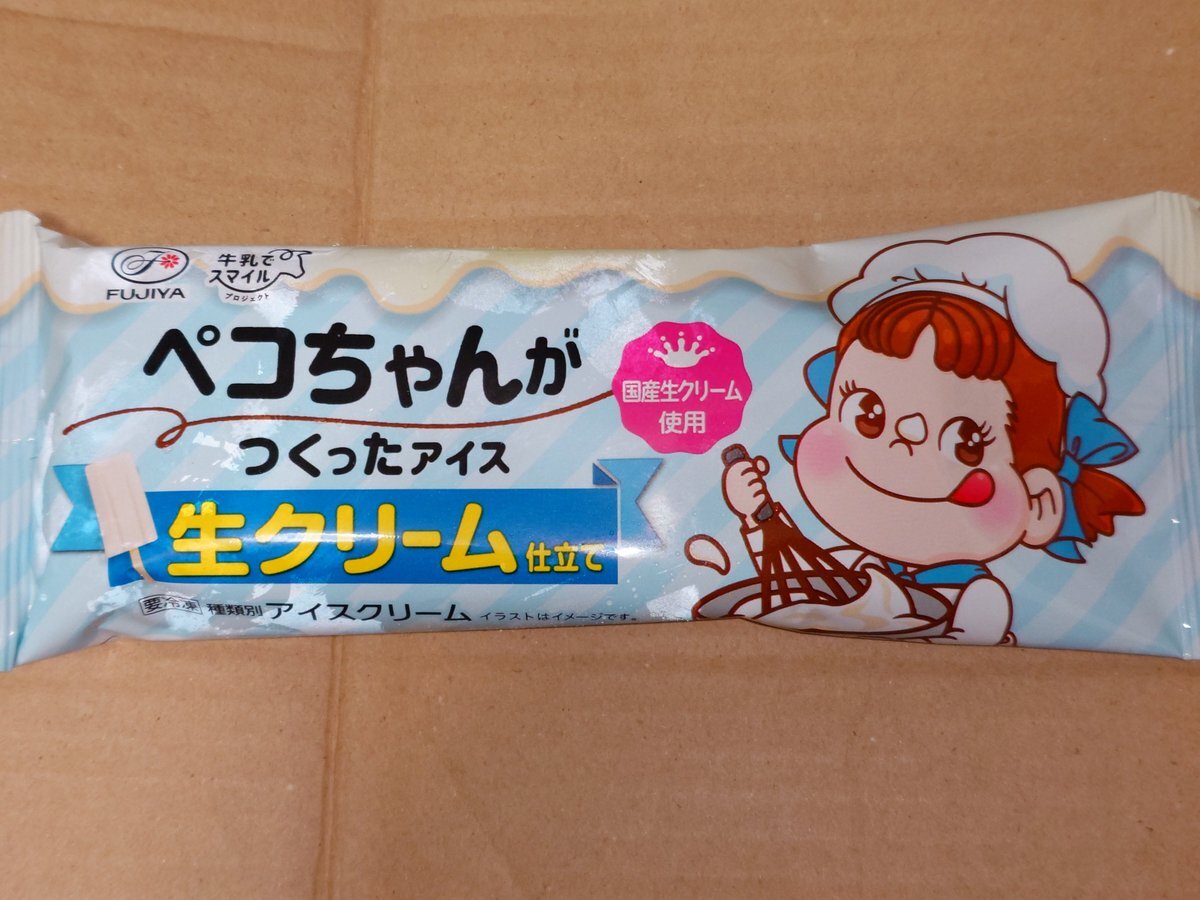 FUJIYA
牛乳で
スマイル
プロジェクト
ペコちゃんが
つくったアイス
生クリーム仕立て
国産生クリーム
使用
要冷凍 種類別 アイスクリーム イラストはイメージです。